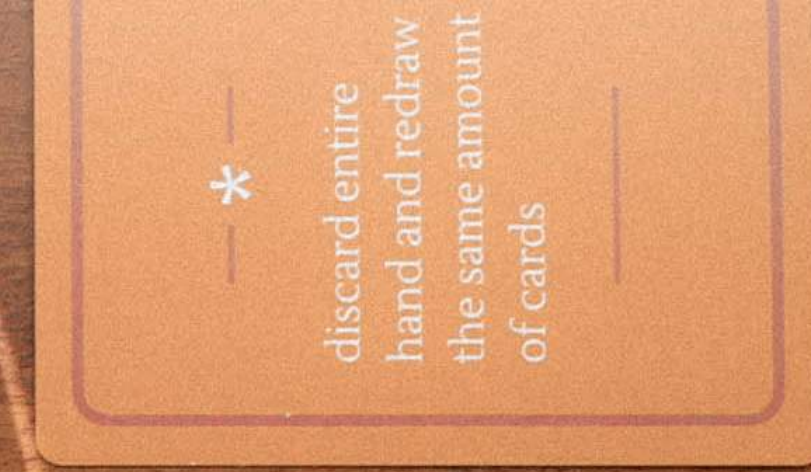 *
discard entire
hand and redraw
the same amount
of cards